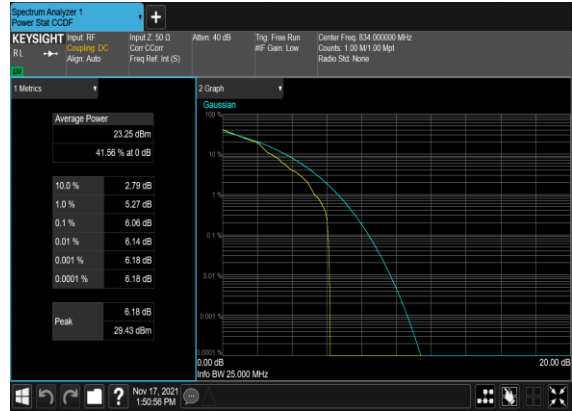 Spectrum Analyzer 1
Power Stat CCDF
KEYSIGHT
RL
Input: RF
Coupling: DC
Align: Auto
Input Z: 50 Ω
Corr CCorr
Freq Ref: Int (S)
Atten: 40 dB
Trig: Free Run
#IF Gain: Low
Center Freq: 834.000000 MHz
Counts: 1.00 M/1.00 Mpt
Radio Std: None
1 Metrics
Average Power
23.25 dBm
41.56 % at 0 dB
10.0 % 2.79 dB
1.0 % 5.27 dB
0.1 % 6.06 dB
0.01 % 6.14 dB
0.001 % 6.18 dB
0.0001 % 6.18 dB
Peak
6.18 dB
29.43 dBm
2 Graph
Gaussian
100 %
10 %
1 %
0.1 %
0.01 %
0.001 %
0.0001 %
0.00 dB 20.00 dB
Info BW 25.000 MHz
Nov 17, 2021
1:50:56 PM